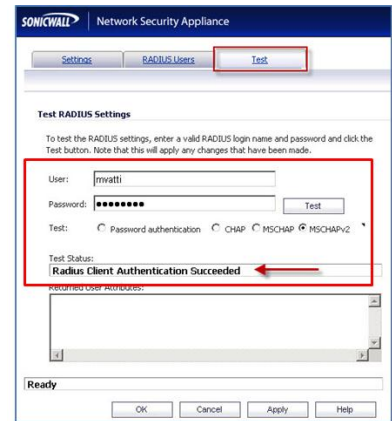 SONICWALL Network Security Appliance
Settings RADIUS Users Test
Test RADIUS Settings
To test the RADIUS settings, enter a valid RADIUS login name and password and click the
Test button. Note that this will apply any changes that have been made.
User: mvatti
Password: ●●●●●●●● Test
Test: Password authentication CHAP MSCHAP MSCHAPv2
Test Status:
Radius Client Authentication Succeeded
Returned User Attributes:
Ready
OK Cancel Apply Help